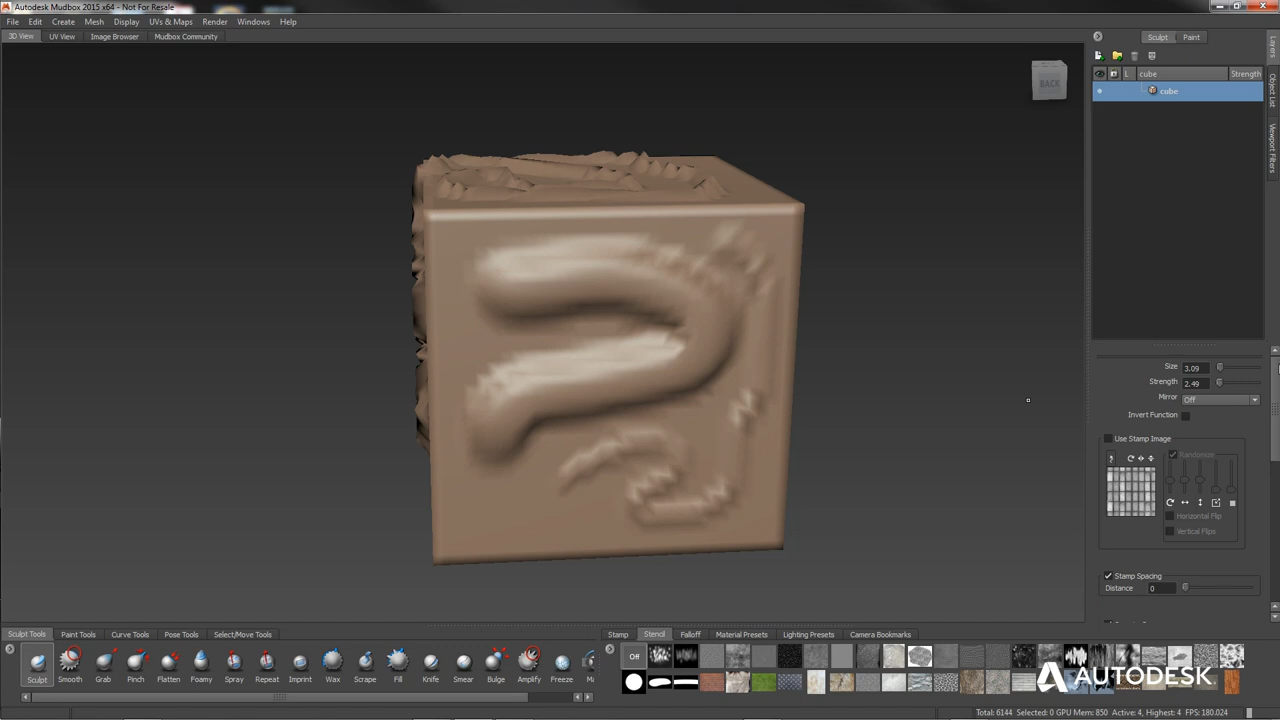 Autodesk Mudbox 2015 x64 - Not For Resale
File Edit Create Mesh Display UVs & Maps Render Windows Help
3D View UV View Image Browser Mudbox Community
Sculpt Paint
L cube Strength
cube
Layers
Object List
Viewport Filters
BACK
Size 3.09
Strength 2.49
Mirror Off
Invert Function
Use Stamp Image
Randomize
Horizontal Flip
Vertical Flips
Stamp Spacing
Distance 0
Sculpt Tools Paint Tools Curve Tools Pose Tools Select/Move Tools
Stamp Stencil Falloff Material Presets Lighting Presets Camera Bookmarks
Off
Sculpt Smooth Grab Pinch Flatten Foamy Spray Repeat Imprint Wax Scrape Fill Knife Smear Bulge Amplify Freeze
AUTODESK
Total: 6144 Selected: 0 GPU Mem: 850 Active: 4, Highest: 4 FPS: 180.024